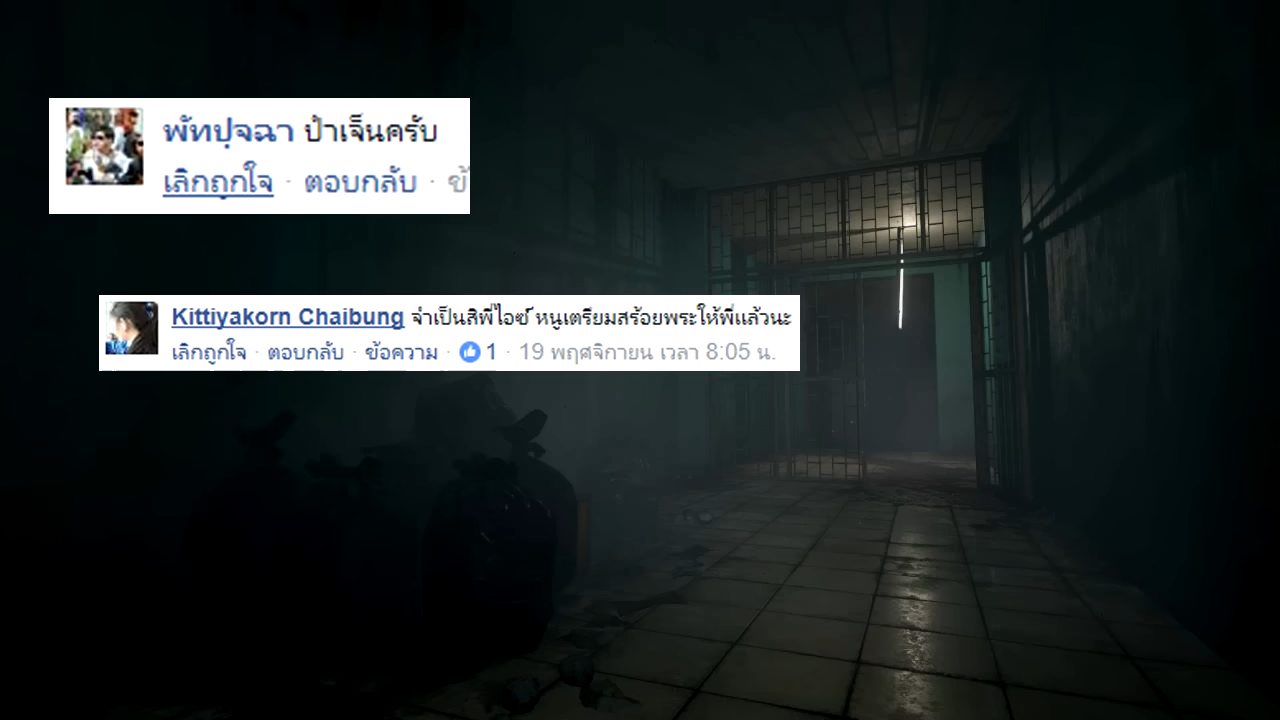 พัทปุจฉา ป๋าเจ็นครับ
เลิกถูกใจ · ตอบกลับ ·
Kittiyakorn Chaibung จำเป็นสิพี่ไอซ์ หนูเตรียมสร้อยพระให้พี่แล้วนะ
เลิกถูกใจ · ตอบกลับ · ข้อความ · 1 · 19 พฤศจิกายน เวลา 8:05 น.